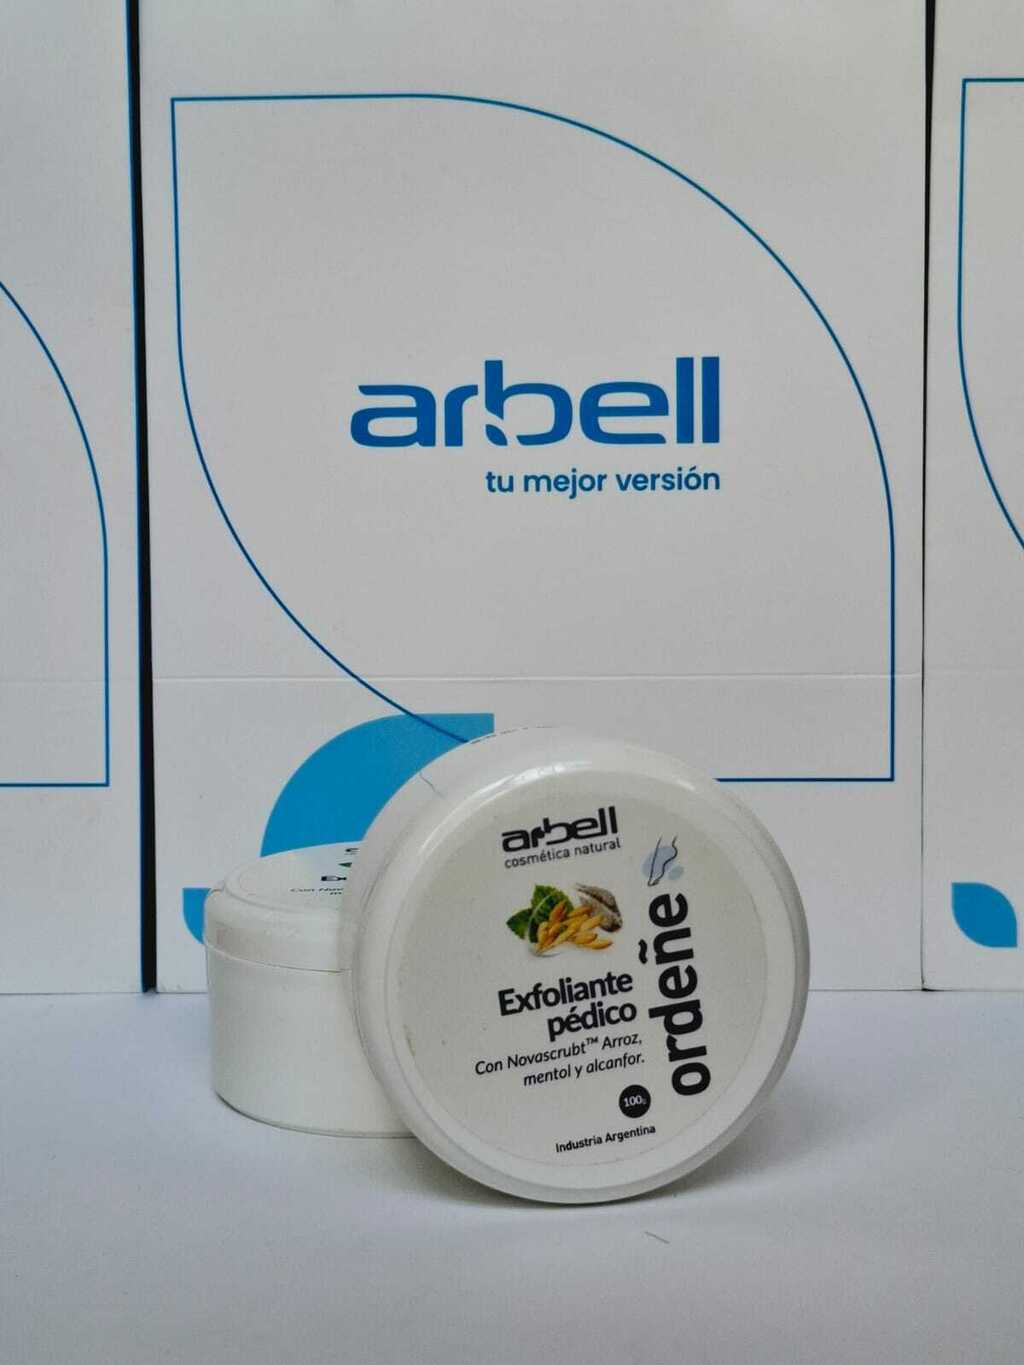 arbell
tu mejor versión
arbell
cosmética natural
Exfoliante
pédico
Con Novascrubt™ Arroz,
mentol y alcanfor.
ordeñe
100g
Industria Argentina